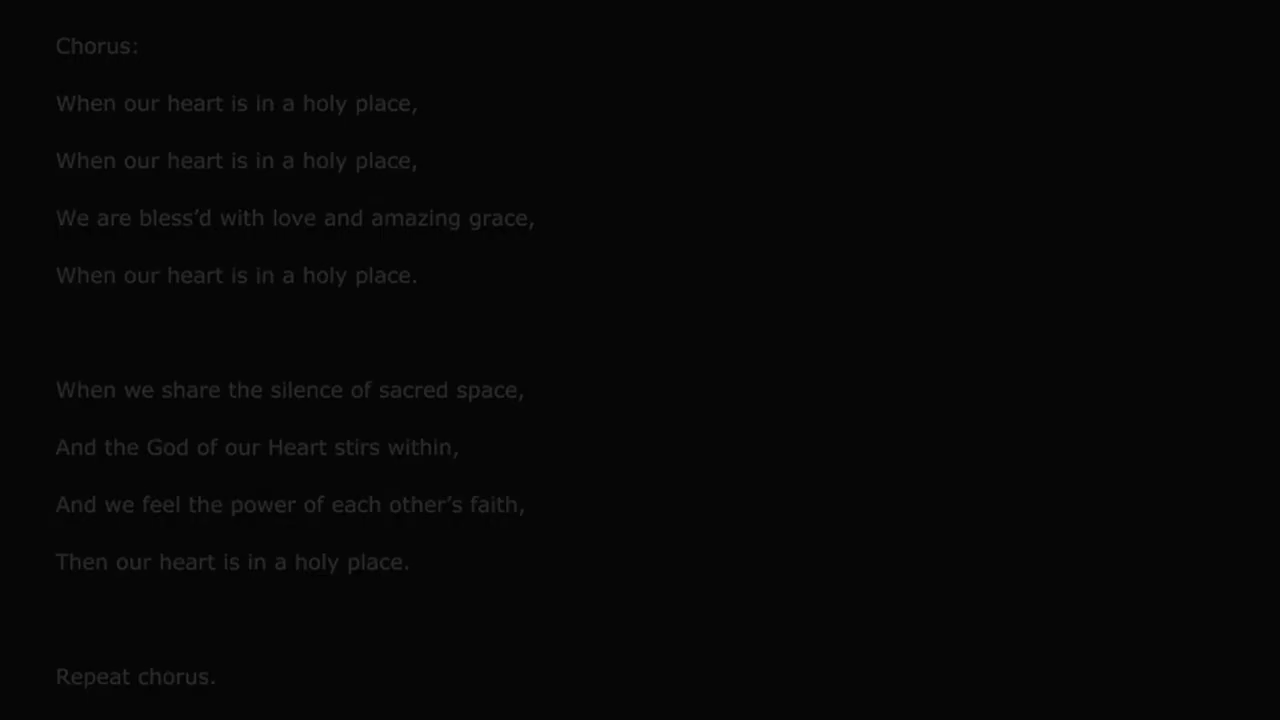 Chorus:
When our heart is in a holy place,
When our heart is in a holy place,
We are bless’d with love and amazing grace,
When our heart is in a holy place.
When we share the silence of sacred space,
And the God of our Heart stirs within,
And we feel the power of each other’s faith,
Then our heart is in a holy place.
Repeat chorus.